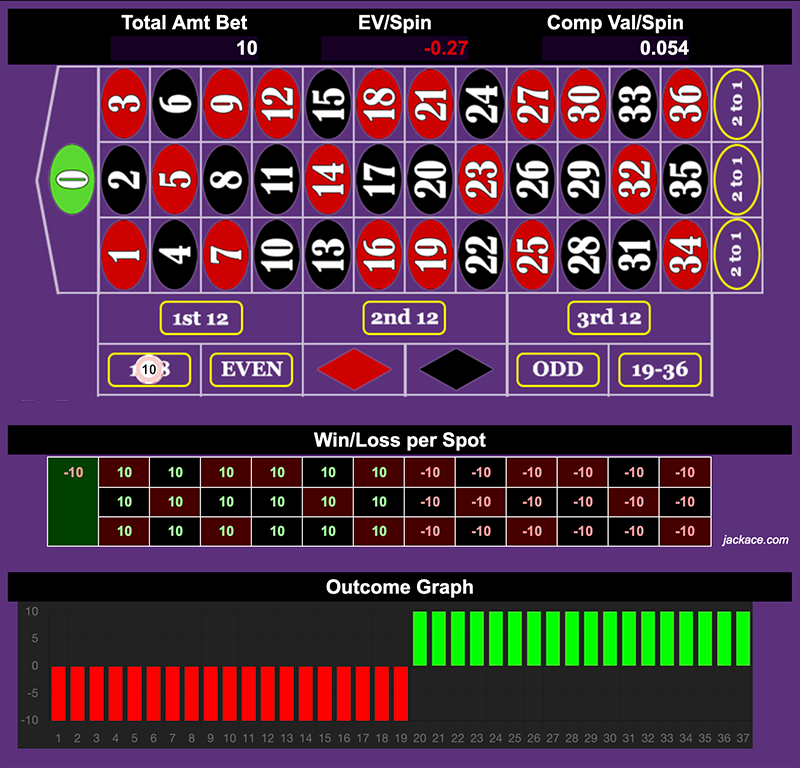 Total Amt Bet EV/Spin Comp Val/Spin
10 -0.27 0.054
3 6 9 12 15 18 21 24 27 30 33 36 2 to 1
0 2 5 8 11 14 17 20 23 26 29 32 35 2 to 1
1 4 7 10 13 16 19 22 25 28 31 34 2 to 1
1st 12 2nd 12 3rd 12
10 EVEN ODD 19-36
Win/Loss per Spot
-10 10 10 10 10 10 10 -10 -10 -10 -10 -10 -10
10 10 10 10 10 10 -10 -10 -10 -10 -10 -10
10 10 10 10 10 10 -10 -10 -10 -10 -10 -10
jackace.com
Outcome Graph
10
5
0
-5
-10
1 2 3 4 5 6 7 8 9 10 11 12 13 14 15 16 17 18 19 20 21 22 23 24 25 26 27 28 29 30 31 32 33 34 35 36 37